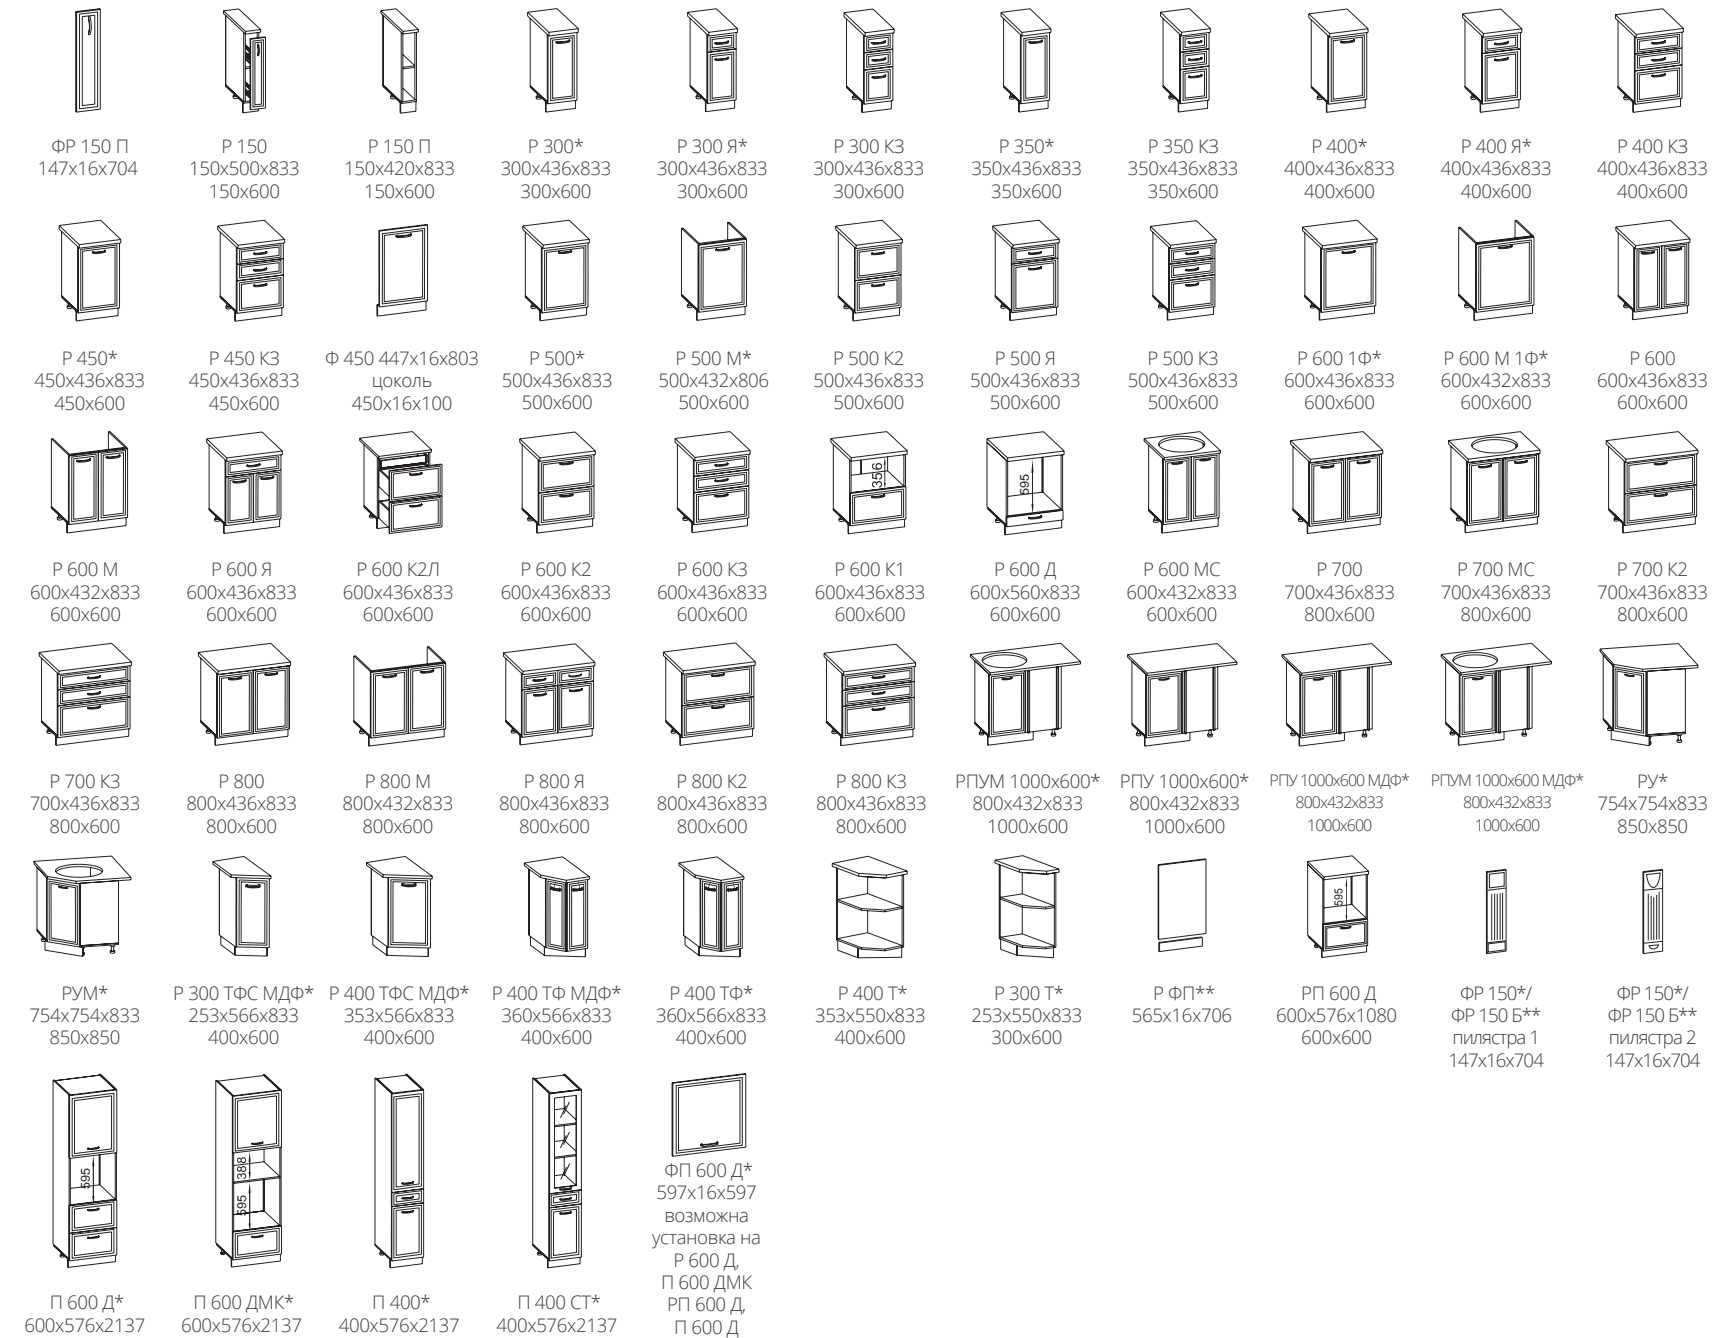 ФР 150 П
147x16x704
Р 150
150x500x833
150x600
Р 150 П
150x420x833
150x600
Р 300*
300x436x833
300x600
Р 300 Я*
300x436x833
300x600
Р 300 К3
300x436x833
300x600
Р 350*
350x436x833
350x600
Р 350 К3
350x436x833
350x600
Р 400*
400x436x833
400x600
Р 400 Я*
400x436x833
400x600
Р 400 К3
400x436x833
400x600
Р 450*
450x436x833
450x600
Р 450 К3
450x436x833
450x600
Ф 450 447x16x803
цоколь
450x16x100
Р 500*
500x436x833
500x600
Р 500 М*
500x432x806
500x600
Р 500 К2
500x436x833
500x600
Р 500 Я
500x436x833
500x600
Р 500 К3
500x436x833
500x600
Р 600 1Ф*
600x436x833
600x600
Р 600 М 1Ф*
600x432x833
600x600
Р 600
600x436x833
600x600
356
595
Р 600 М
600x432x833
600x600
Р 600 Я
600x436x833
600x600
Р 600 К2Л
600x436x833
600x600
Р 600 К2
600x436x833
600x600
Р 600 К3
600x436x833
600x600
Р 600 К1
600x436x833
600x600
Р 600 Д
600x560x833
600x600
Р 600 МС
600x432x833
600x600
Р 700
700x436x833
800x600
Р 700 МС
700x436x833
800x600
Р 700 К2
700x436x833
800x600
Р 700 К3
700x436x833
800x600
Р 800
800x436x833
800x600
Р 800 М
800x432x833
800x600
Р 800 Я
800x436x833
800x600
Р 800 К2
800x436x833
800x600
Р 800 К3
800x436x833
800x600
РПУМ 1000x600*
800x432x833
1000x600
РПУ 1000x600*
800x432x833
1000x600
РПУ 1000x600 МДФ*
800x432x833
1000x600
РПУМ 1000x600 МДФ*
800x432x833
1000x600
РУ*
754x754x833
850x850
595
РУМ*
754x754x833
850x850
Р 300 ТФС МДФ*
253x566x833
400x600
Р 400 ТФС МДФ*
353x566x833
400x600
Р 400 ТФ МДФ*
360x566x833
400x600
Р 400 ТФ*
360x566x833
400x600
Р 400 Т*
353x550x833
400x600
Р 300 Т*
253x550x833
300x600
Р ФП**
565x16x706
РП 600 Д
600x576x1080
600x600
ФР 150*/
ФР 150 Б**
пилястра 1
147x16x704
ФР 150*/
ФР 150 Б**
пилястра 2
147x16x704
595
388
595
П 600 Д*
600x576x2137
П 600 ДМК*
600x576x2137
П 400*
400x576x2137
П 400 СТ*
400x576x2137
ФП 600 Д*
597x16x597
возможна
установка на
Р 600 Д,
П 600 ДМК
РП 600 Д,
П 600 Д